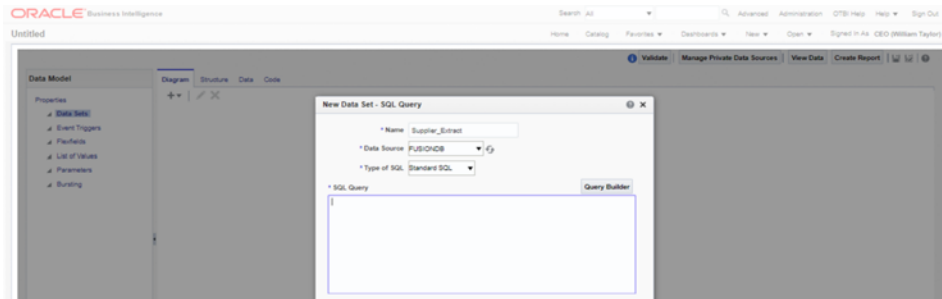 ORACLE Business Intelligence
Search All Advanced Administration OTBI Help Help Sign Out
Untitled
Home Catalog Favorites Dashboards New Open Signed In As CEO (William Taylor)
Validate Manage Private Data Sources View Data Create Report
Data Model
Diagram Structure Data Code
Properties
Data Sets
Event Triggers
Flexfields
List of Values
Parameters
Bursting
New Data Set - SQL Query
* Name Supplier_Extract
* Data Source FUSIONDB
* Type of SQL Standard SQL
* SQL Query
Query Builder